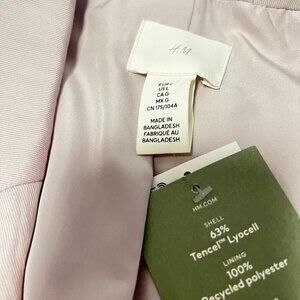 H&M
US L
CA G
MX G
CN 175/104A
MADE IN
BANGLADESH
FABRIQUÉ AU
BANGLADESH
HM.COM
SHELL
63%
Tencel™ Lyocell
LINING
100%
Recycled polyester